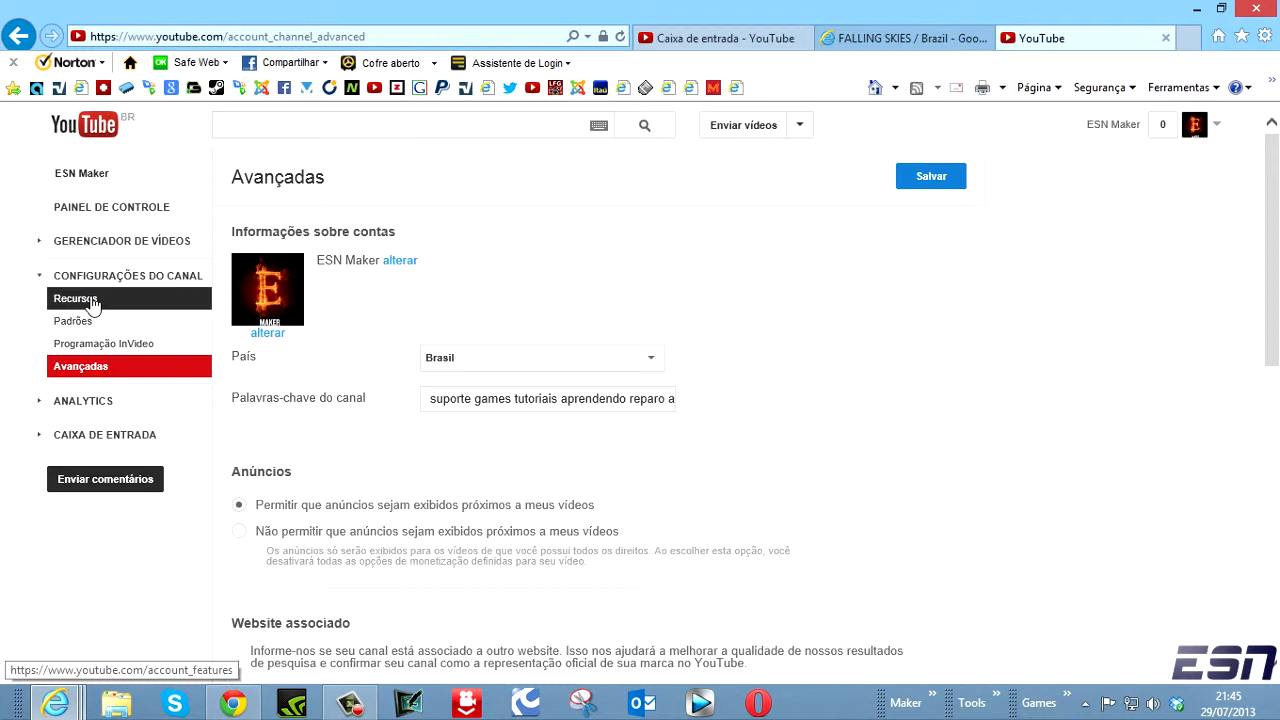 https://www.youtube.com/account_channel_advanced
Caixa de entrada - YouTube
FALLING SKIES / Brazil - Goo...
YouTube
Norton
Safe Web
Compartilhar
Cofre aberto
Assistente de Login
Página
Segurança
Ferramentas
YouTube BR
Enviar vídeos
ESN Maker
0
ESN Maker
Avançadas
Salvar
PAINEL DE CONTROLE
GERENCIADOR DE VÍDEOS
CONFIGURAÇÕES DO CANAL
Recursos
Padrões
Programação InVideo
Avançadas
ANALYTICS
CAIXA DE ENTRADA
Enviar comentários
Informações sobre contas
ESN Maker alterar
E
MAKER
alterar
País
Brasil
Palavras-chave do canal
suporte games tutoriais aprendendo reparo a
Anúncios
Permitir que anúncios sejam exibidos próximos a meus vídeos
Não permitir que anúncios sejam exibidos próximos a meus vídeos
Os anúncios só serão exibidos para os vídeos de que você possui todos os direitos. Ao escolher esta opção, você
desativará todas as opções de monetização definidas para seu vídeo.
Website associado
Informe-nos se seu canal está associado a outro website. Isso nos ajudará a melhorar a qualidade de nossos resultados
de pesquisa e confirmar seu canal como a representação oficial de sua marca no YouTube.
https://www.youtube.com/account_features
ESN
Maker
Tools
Games
21:45
29/07/2013